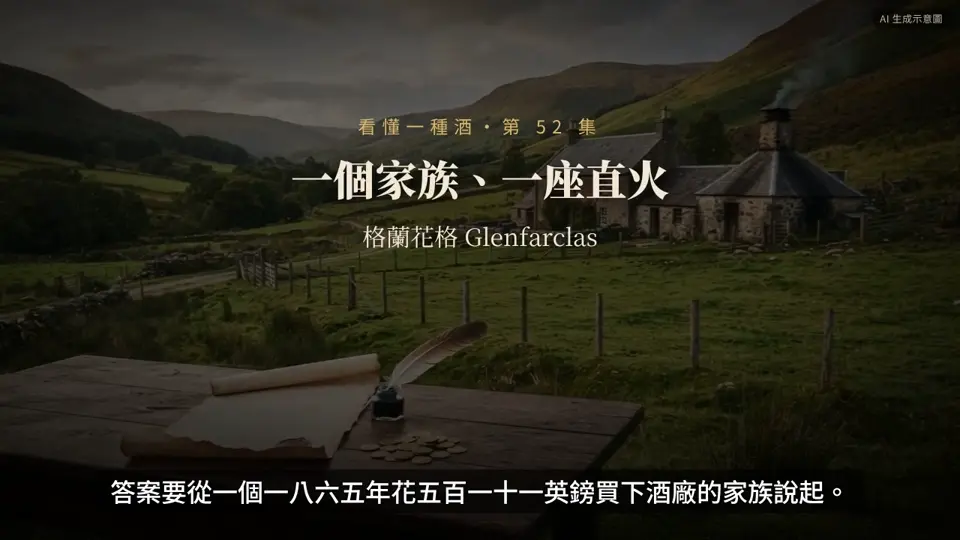 AI 生成示意圖
看懂一種酒・第 52 集
一個家族、一座直火
格蘭花格 Glenfarclas
答案要從一個一八六五年花五百一十一英鎊買下酒廠的家族說起。